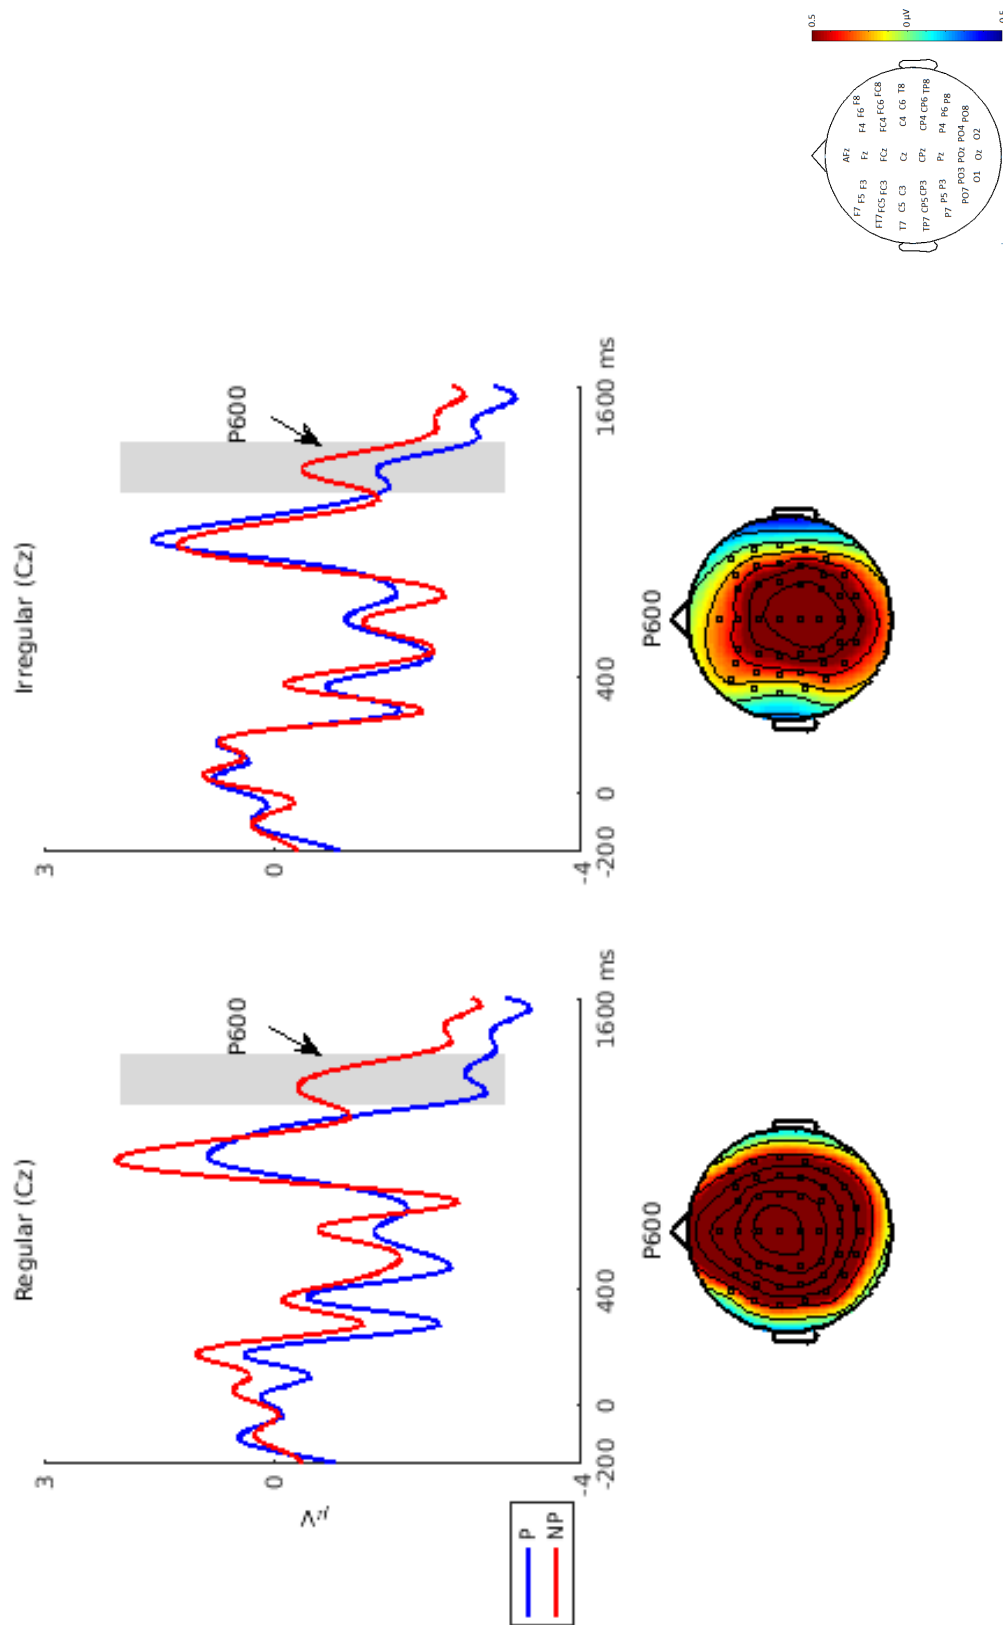 Regular (Cz)
Irregular (Cz)
3
0
-4
μV
-200
0
400
1600 ms
P600
3
0
-4
-200
0
400
1600 ms
P600
P
NP
P600
P600
AFz
F7 F5 F3 Fz F4 F6 F8
FT7 FC5 FC3 FCz FC4 FC6 FC8
T7 C5 C3 Cz C4 C6 T8
TP7 CP5 CP3 CPz CP4 CP6 TP8
P7 P5 P3 Pz P4 P6 P8
PO7 PO3 POz PO4 PO8
O1 Oz O2
0.5
0 μV